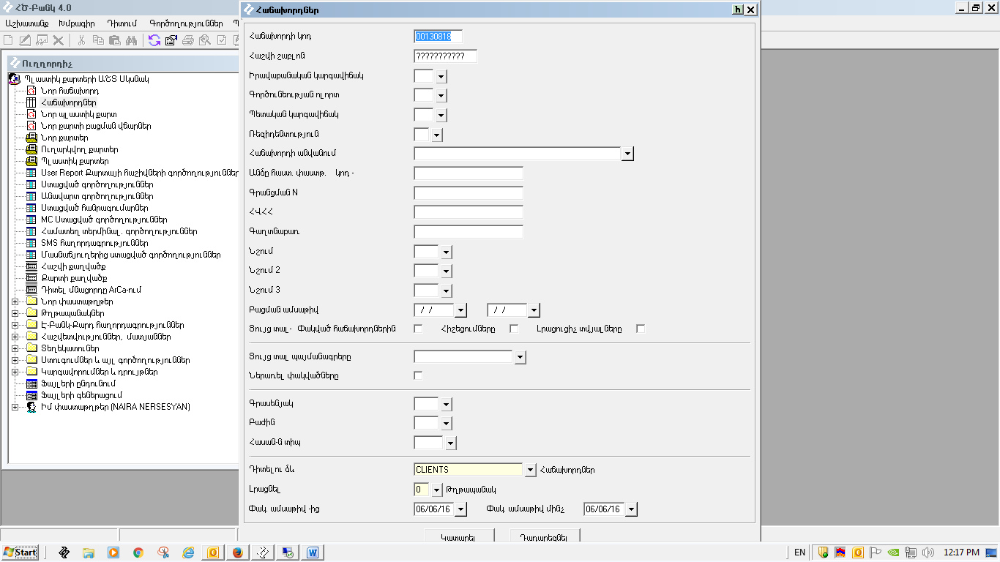 ՀԾ-Բանկ 4.0
Աշխատանք Խմբագիր Դիտում Գործողություններ Պ
Ուղղորդիչ
Պլաստիկ քարտերի ԱՇՏ Սկսնակ
Նոր հաճախորդ
Հաճախորդներ
Նոր պլաստիկ քարտ
Նոր քարտի բացման վճարներ
Նոր քարտեր
Ուղարկվող քարտեր
Պլաստիկ քարտեր
User Report Քարտային հաշիվների գործողություններ
Ստացված գործողություններ
Անավարտ գործողություններ
Ստացված հանրագումարներ
MC Ստացված գործողություններ
Համատեղ տերմինալ. գործողություններ
SMS հաղորդագրություններ
Մասնաճյուղերից ստացված գործողություններ
Հաշվի քաղվածք
Քարտի քաղվածք
Դիտել մնացորդը ArCa-ում
Նոր փաստաթղթեր
Թղթապանակներ
Է-Բանկ-Քարդ հաղորդագրություններ
Հաշվետվություններ, մատյաններ
Տեղեկատուներ
Ստուգումներ և այլ գործողություններ
Կարգավորումներ և դրույթներ
Ֆայլերի ընդունում
Ֆայլերի գեներացում
Իմ փաստաթղթեր (NAIRA NERSESYAN)
Հաճախորդներ
h
Հաճախորդի կոդ 00130818
Հաշվի շաբլոն ???????????
Իրավաբանական կարգավիճակ
Գործունեության ոլորտ
Պետական կարգավիճակ
Ռեզիդենտություն
Հաճախորդի անվանում
Անձը հաստ. փաստթ. կոդ -
Գրանցման N
ՀՎՀՀ
Գաղտնաբառ
Նշում
Նշում 2
Նշում 3
Բացման ամսաթիվ / / / /
Ցույց տալ - Փակված հաճախորդներին Հիշեցումները Լրացուցիչ տվյալները
Ցույց տալ պայմանագրերը
Ներառել փակվածները
Գրասենյակ
Բաժին
Հասան-ն տիպ
Դիտելու ձև CLIENTS Հաճախորդներ
Լրացնել 0 Թղթապանակ
Փակ. ամսաթիվ -ից 06/06/16 Փակ. ամսաթիվ մինչ 06/06/16
Կատարել Դադարեցնել
Start EN 12:17 PM